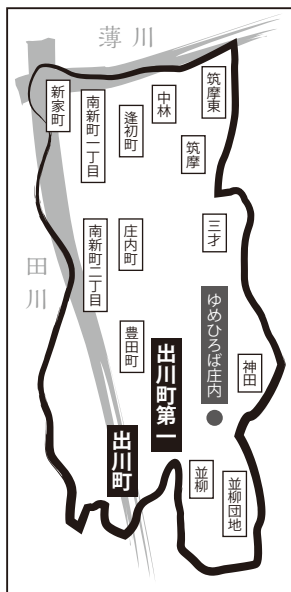 薄川
筑摩東
中林
新家町
南新町一丁目
逢初町
筑摩
三才
庄内町
南新町二丁目
田川
ゆめひろば庄内
豊田町
出川町第一
神田
出川町
並柳
並柳団地